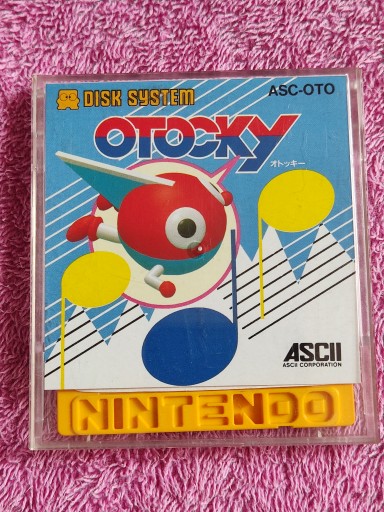 DISK SYSTEM
ASC-OTO
OTOCKY
オトッキー
ASCII
ASCII CORPORATION
NINTENDO